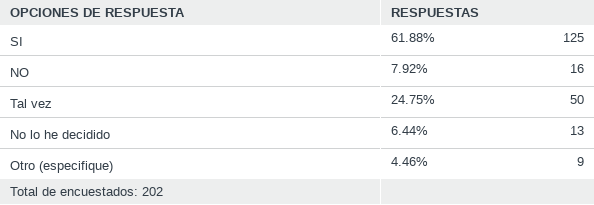 OPCIONES DE RESPUESTA RESPUESTAS
SI 61.88% 125
NO 7.92% 16
Tal vez 24.75% 50
No lo he decidido 6.44% 13
Otro (especifique) 4.46% 9
Total de encuestados: 202